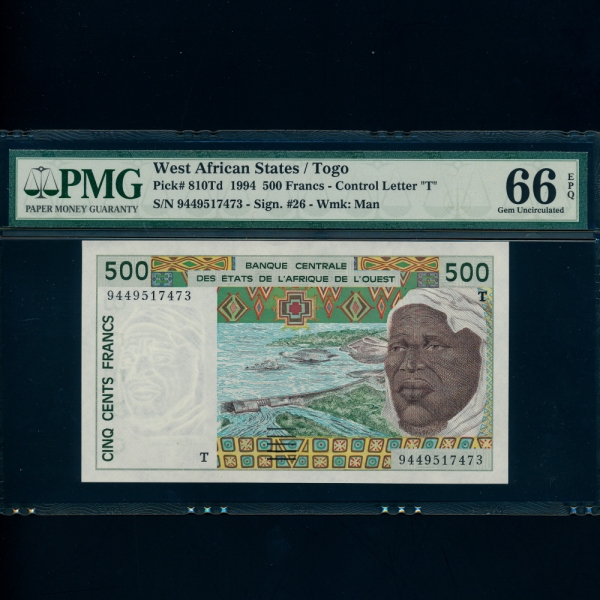 PMG
PAPER MONEY GUARANTY
West African States / Togo
Pick# 810Td 1994 500 Francs - Control Letter "T"
S/N 9449517473 - Sign. #26 - Wmk: Man
66 EPQ
Gem Uncirculated
500 BANQUE CENTRALE 500
DES ETATS DE L'AFRIQUE DE L'OUEST
9449517473 T
CINQ CENTS FRANCS
T 9449517473